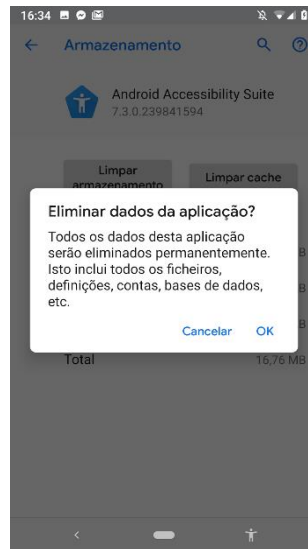 16:34
Armazenamento
Android Accessibility Suite
7.3.0.239841594
Limpar
armazenamento
Limpar cache
Eliminar dados da aplicação?
Todos os dados desta aplicação
serão eliminados permanentemente.
Isto inclui todos os ficheiros,
definições, contas, bases de dados,
etc.
Cancelar OK
Total 16,76 MB